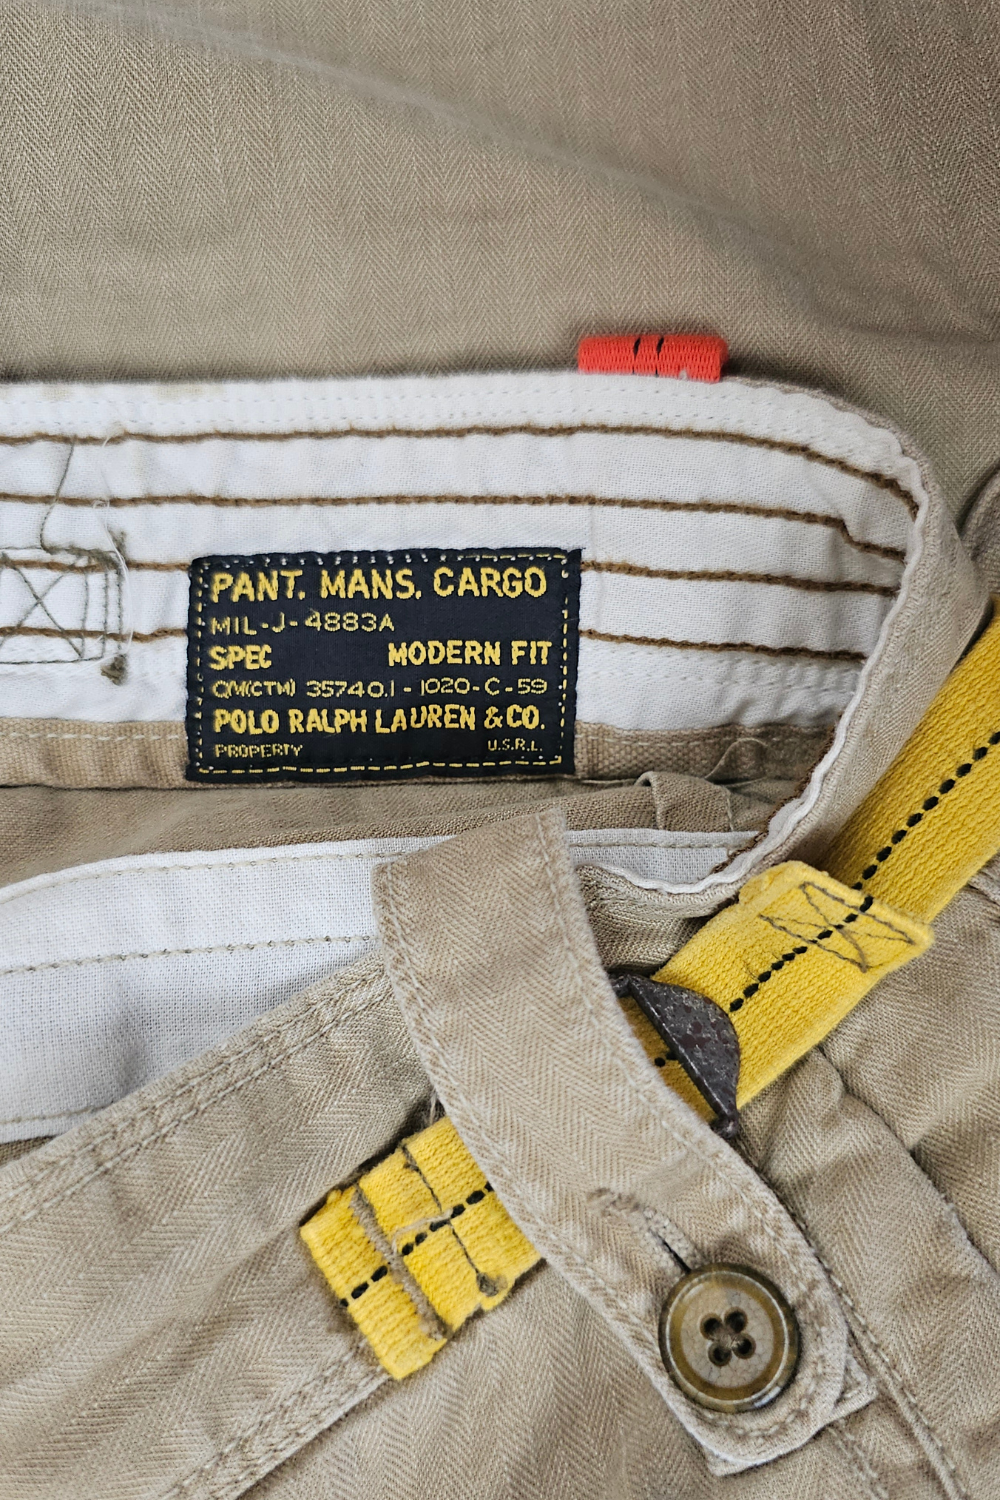 PANT. MANS. CARGO
MIL-J-4883A
SPEC MODERN FIT
QM(CTM) 35740.1 - 1020-C-59
POLO RALPH LAUREN & CO.
PROPERTY U.S.R.L.